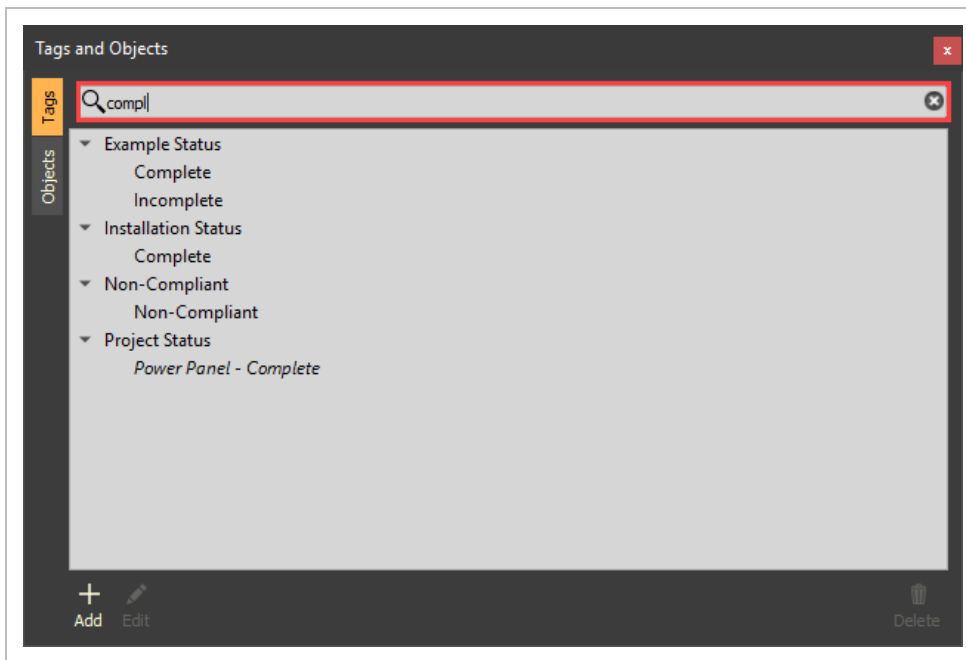 Tags and Objects
x
Tags
Objects
compl
Example Status
Complete
Incomplete
Installation Status
Complete
Non-Compliant
Non-Compliant
Project Status
Power Panel - Complete
Add Edit Delete